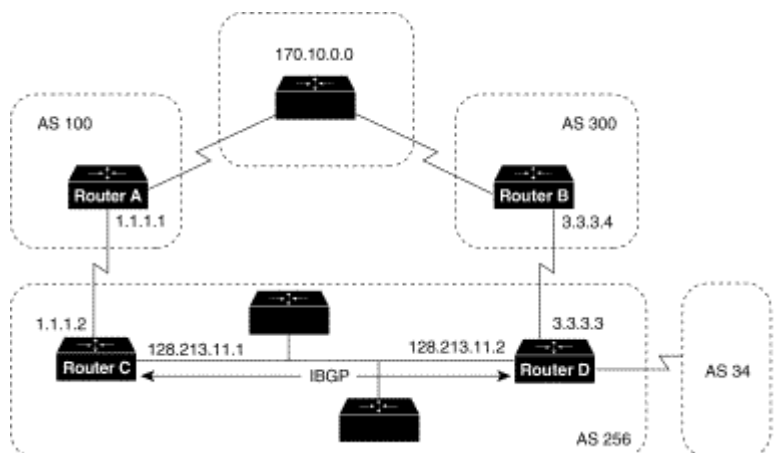 170.10.0.0
AS 100
AS 300
Router A
Router B
1.1.1.1
3.3.3.4
1.1.1.2
3.3.3.3
128.213.11.1
128.213.11.2
Router C
IBGP
Router D
AS 34
AS 256